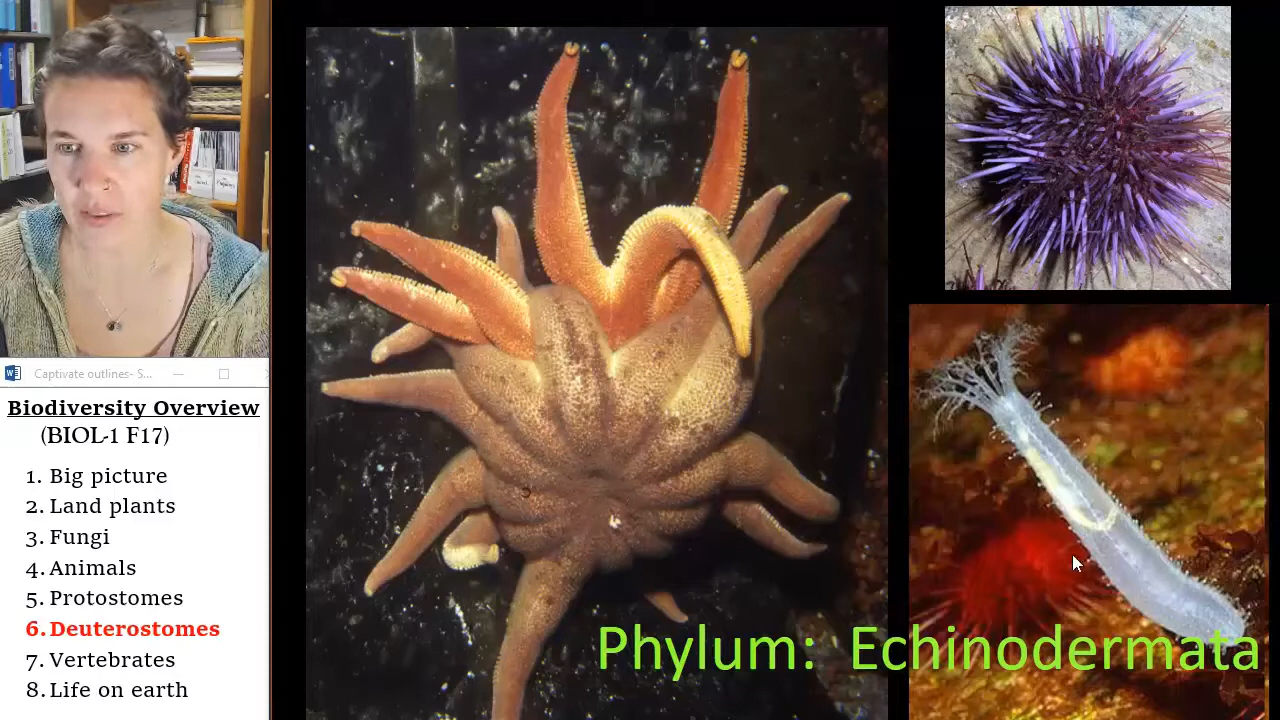 Captivate outlines- S...
Biodiversity Overview
(BIOL-1 F17)
1. Big picture
2. Land plants
3. Fungi
4. Animals
5. Protostomes
6. Deuterostomes
7. Vertebrates
8. Life on earth
Phylum: Echinodermata